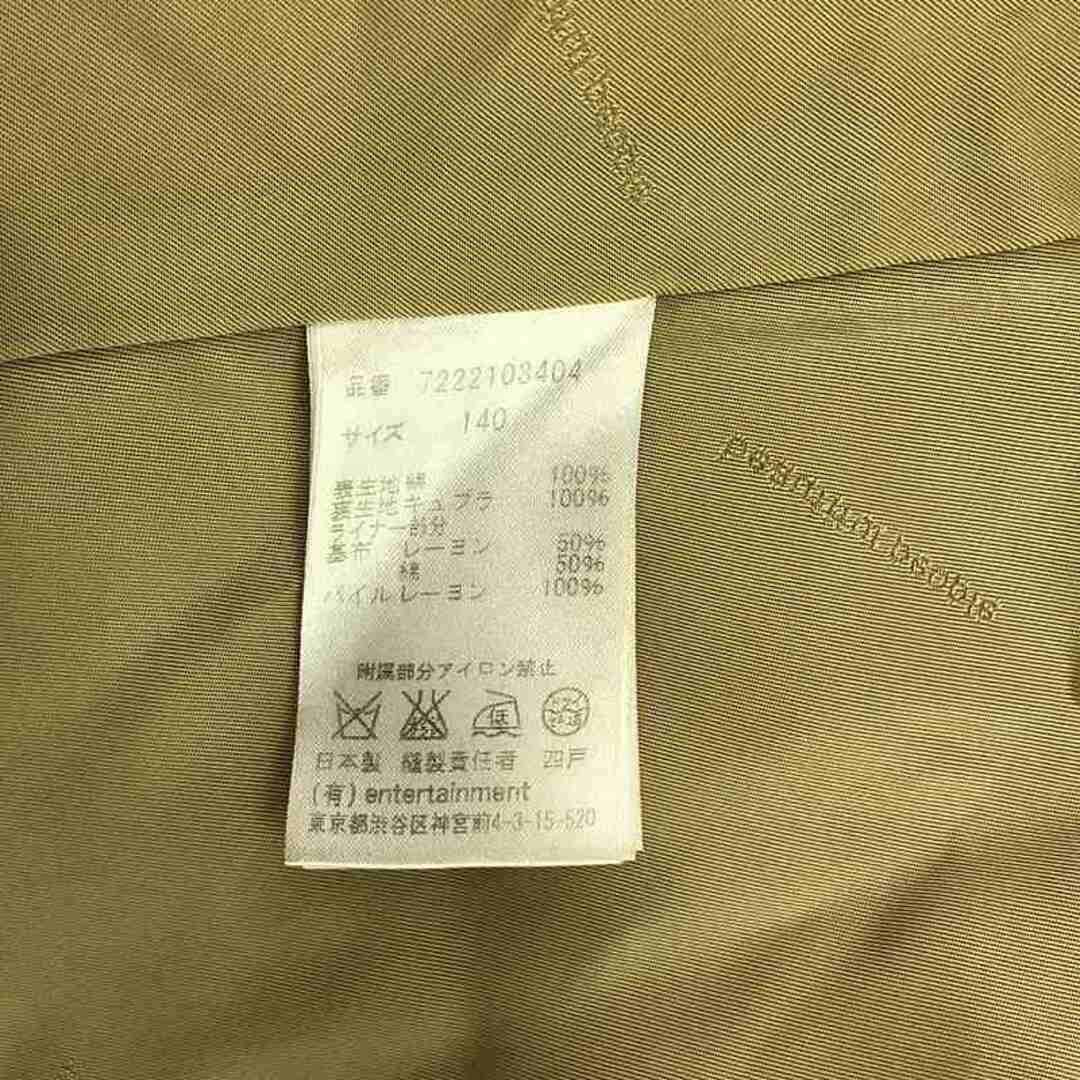 品番 7222103404
サイズ 140
表生地 綿 100%
裏生地 キュプラ 100%
ライナー部分
基布 レーヨン 50%
綿 50%
パイル レーヨン 100%
附属部分アイロン禁止
低
日本製 縫製責任者 四戸
(有) entertainment
東京都渋谷区神宮前4-3-15-520